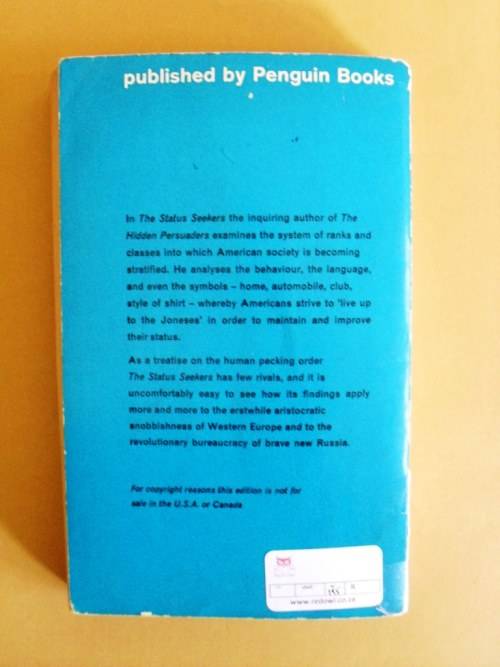 published by Penguin Books
In The Status Seekers the inquiring author of The
Hidden Persuaders examines the system of ranks and
classes into which American society is becoming
stratified. He analyses the behaviour, the language,
and even the symbols – home, automobile, club,
style of shirt – whereby Americans strive to 'live up
to the Joneses' in order to maintain and improve
their status.
As a treatise on the human pecking order
The Status Seekers has few rivals, and it is
uncomfortably easy to see how its findings apply
more and more to the erstwhile aristocratic
snobbishness of Western Europe and to the
revolutionary bureaucracy of brave new Russia.
For copyright reasons this edition is not for
sale in the U.S.A. or Canada